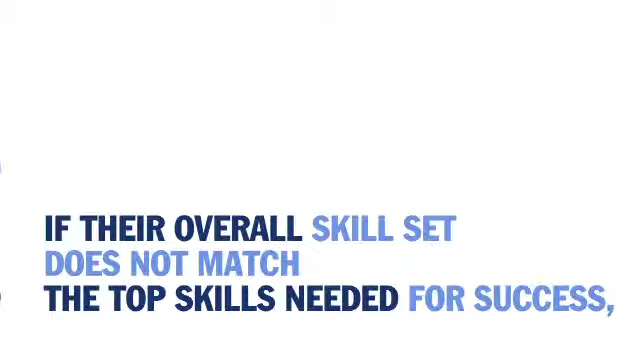 IF THEIR OVERALL SKILL SET
DOES NOT MATCH
THE TOP SKILLS NEEDED FOR SUCCESS,